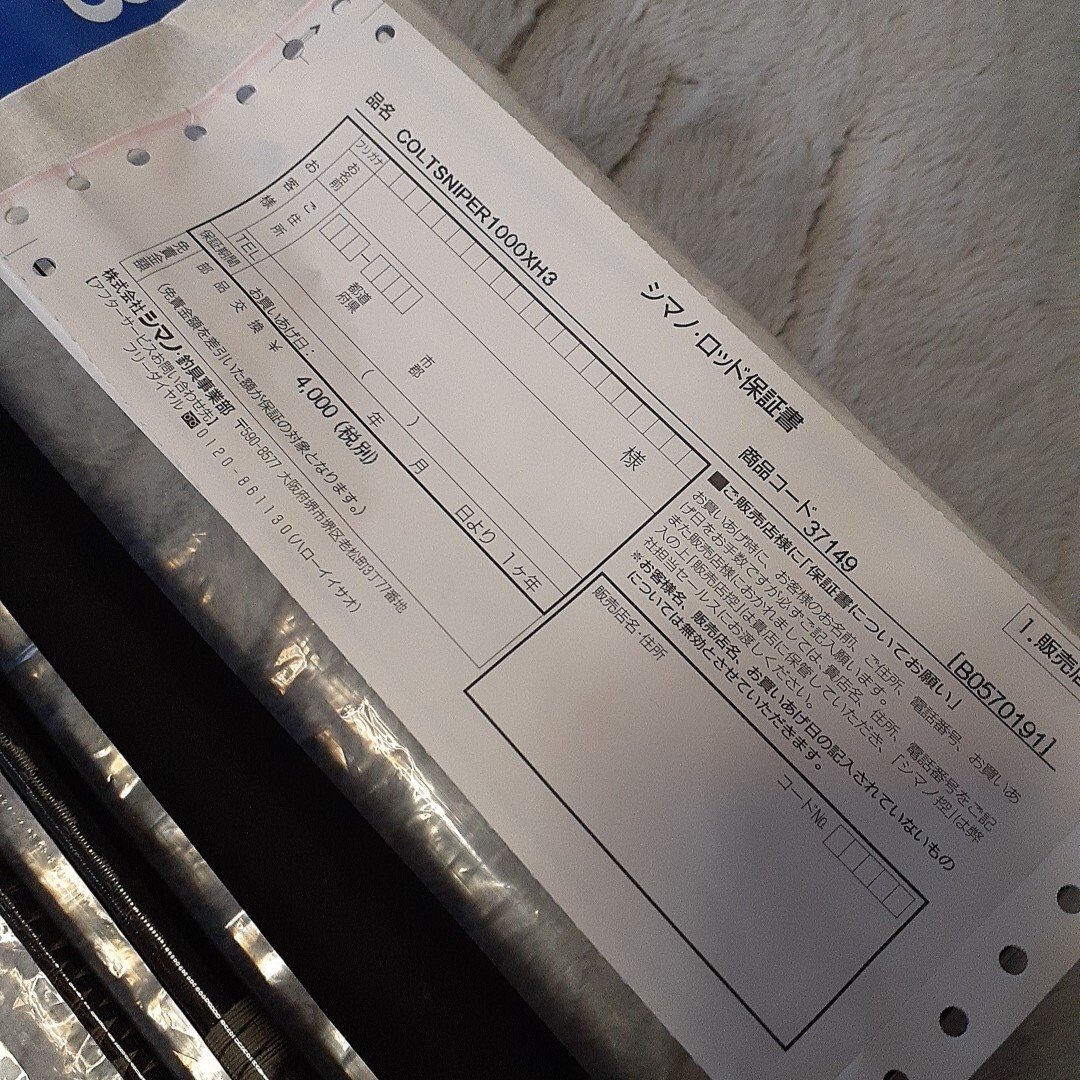 シマノ・ロッド保証書
1.販売店
品名 COLTSNIPER1000XH3
商品コード 37149
[B0570191]
フリガナ
お名前
様
お客様
ご住所
都道府県
市郡
TEL
( )
保証期間
お買いあげ日: 年 月 日より 1ヶ年
免責金額
部品交換 ¥ 4,000(税別)
(免責金額を差引いた額が保証の対象となります。)
株式会社シマノ・釣具事業部 〒590-8577 大阪府堺市堺区老松町3丁77番地
[アフターサービスお問い合わせ先]
フリーダイヤル 0120-861130(ハローイイサオ)
■ご販売店様に「保証書についてお願い」
お買いあげ時に、お客様のお名前、ご住所、電話番号、お買いあ
げ日をお手数ですが必ずご記入願います。
また販売店様におかれましては、貴店名、住所、電話番号をご記
入の上「販売店控」は貴店に保管していただき、「シマノ控」は弊
社担当セールスにお渡しください。
※お客様名、販売店名、お買いあげ日の記入されていないもの
については無効とさせていただきます。
販売店名・住所
コードNo.